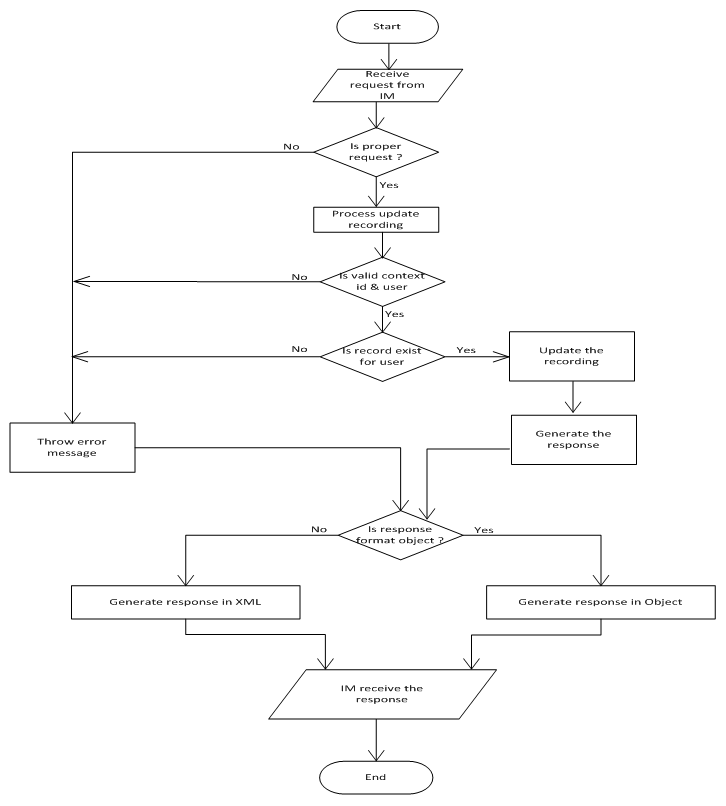 Start
Receive
request from
IM
No
Is proper
request ?
Yes
Process update
recording
No
Is valid context
id & user
Yes
No
Is record exist
for user
Yes
Update the
recording
Throw error
message
Generate the
response
No
Is response
format object ?
Yes
Generate response in XML
Generate response in Object
IM receive the
response
End